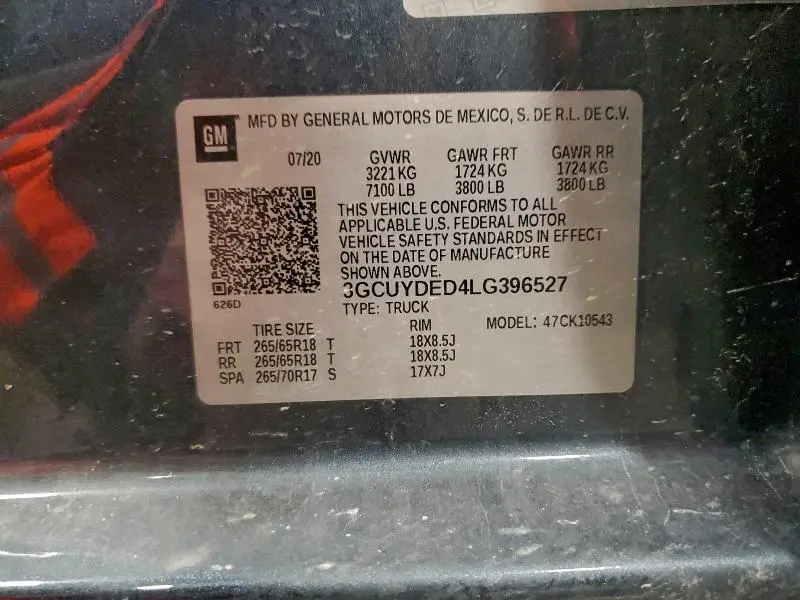 GM
MFD BY GENERAL MOTORS DE MEXICO, S. DE R.L. DE C.V.
07/20 GVWR GAWR FRT GAWR RR
3221 KG 1724 KG 1724 KG
7100 LB 3800 LB 3800 LB
THIS VEHICLE CONFORMS TO ALL
APPLICABLE U.S. FEDERAL MOTOR
VEHICLE SAFETY STANDARDS IN EFFECT
ON THE DATE OF MANUFACTURE
SHOWN ABOVE.
3GCUYDED4LG396527
626D
TYPE: TRUCK
TIRE SIZE RIM MODEL: 47CK10543
FRT 265/65R18 T 18X8.5J
RR 265/65R18 T 18X8.5J
SPA 265/70R17 S 17X7J